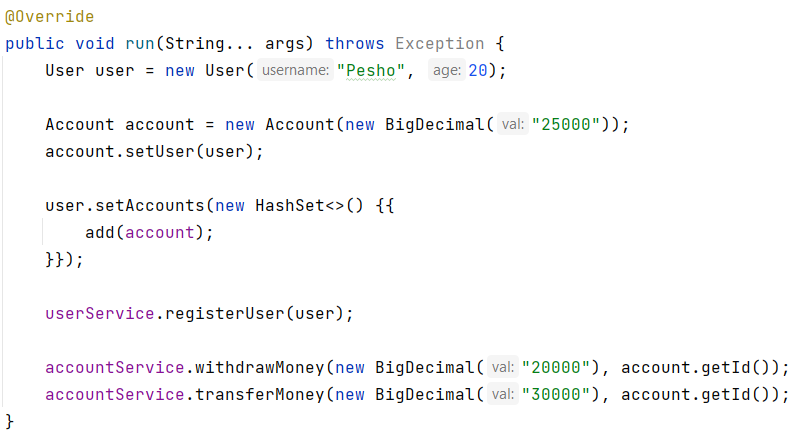 @Override
public void run(String... args) throws Exception {
User user = new User( username: "Pesho", age: 20);
Account account = new Account(new BigDecimal( val: "25000"));
account.setUser(user);
user.setAccounts(new HashSet<>() {{
add(account);
}});
userService.registerUser(user);
accountService.withdrawMoney(new BigDecimal( val: "20000"), account.getId());
accountService.transferMoney(new BigDecimal( val: "30000"), account.getId());
}